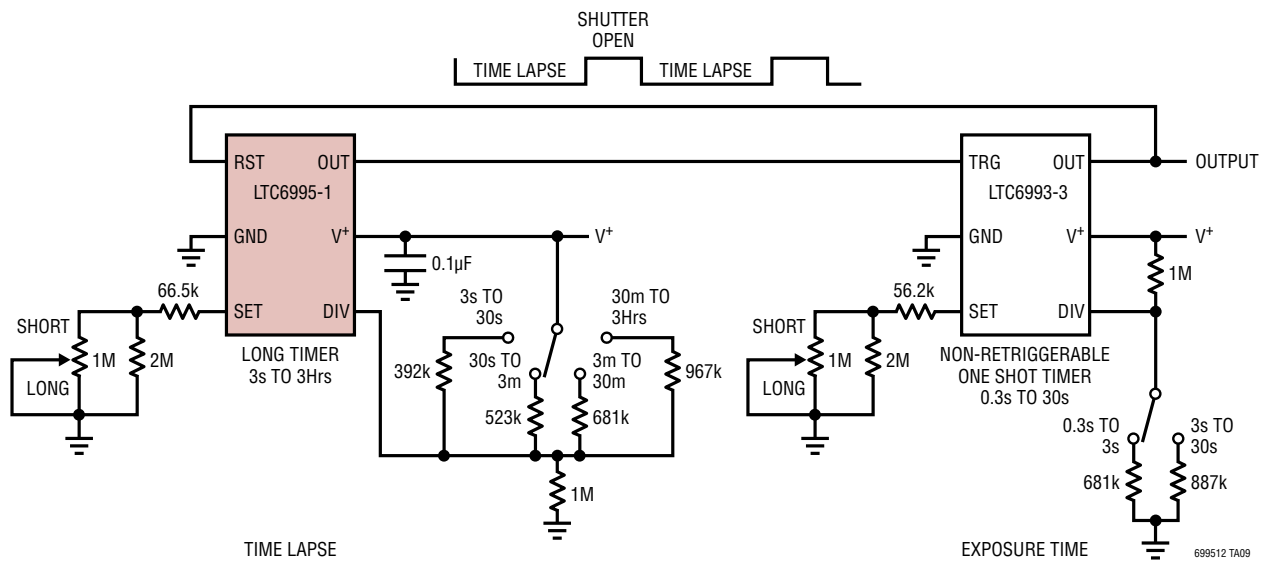 SHUTTER
OPEN
TIME LAPSE
TIME LAPSE
RST
OUT
LTC6995-1
GND
V+
SET
DIV
LONG TIMER
3s TO 3Hrs
66.5k
SHORT
1M
2M
LONG
0.1µF
V+
3s TO
30s
30m TO
3Hrs
392k
30s TO
3m
3m TO
30m
967k
523k
681k
1M
TIME LAPSE
TRG
OUT
OUTPUT
LTC6993-3
GND
V+
V+
1M
SET
DIV
56.2k
SHORT
1M
2M
LONG
NON-RETRIGGERABLE
ONE SHOT TIMER
0.3s TO 30s
0.3s TO
3s
3s TO
30s
681k
887k
EXPOSURE TIME
699512 TA09